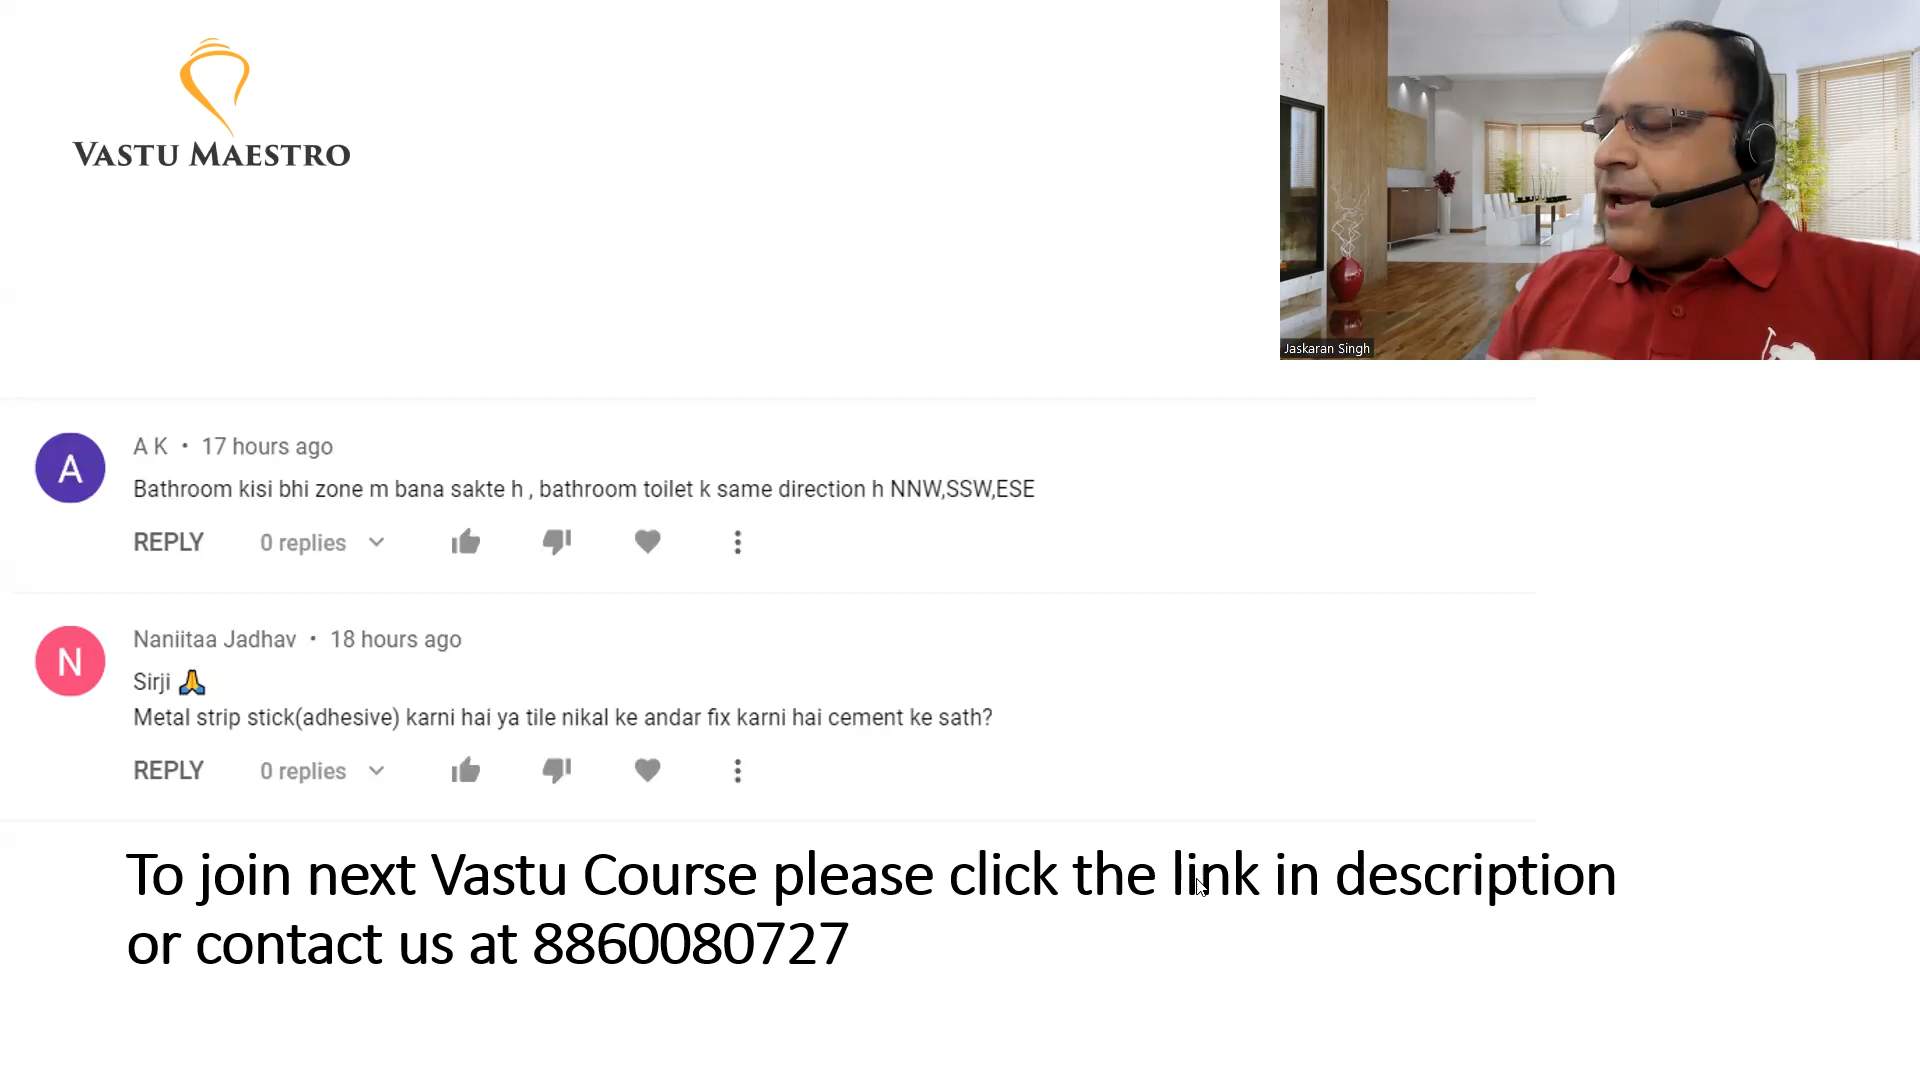 VASTU MAESTRO
Jaskaran Singh
A
A K • 17 hours ago
Bathroom kisi bhi zone m bana sakte h , bathroom toilet k same direction h NNW,SSW,ESE
REPLY 0 replies
N
Naniitaa Jadhav • 18 hours ago
Sirji 🙏
Metal strip stick(adhesive) karni hai ya tile nikal ke andar fix karni hai cement ke sath?
REPLY 0 replies
To join next Vastu Course please click the link in description
or contact us at 8860080727